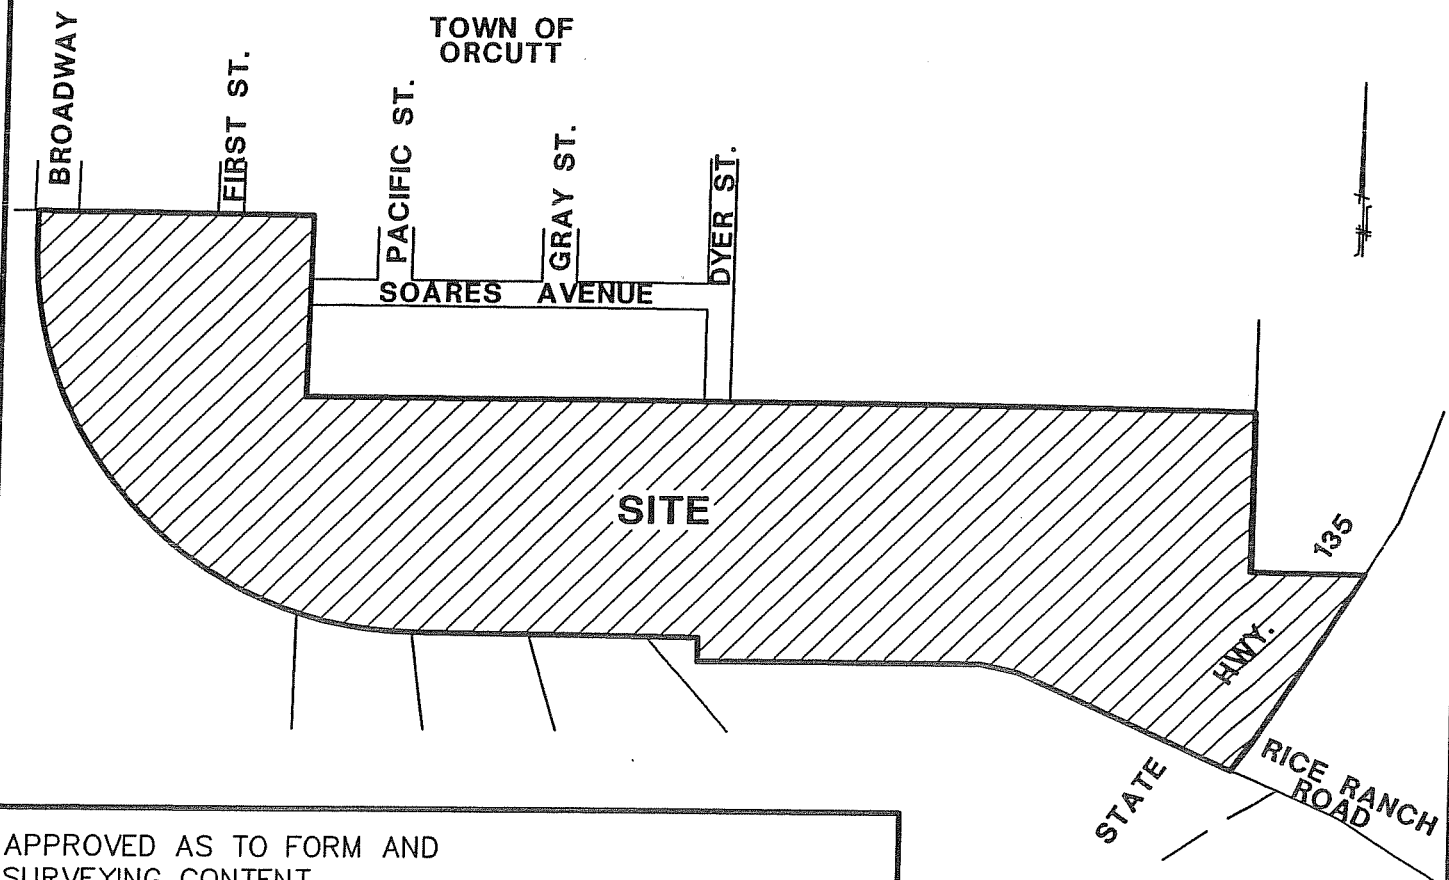 TOWN OF
ORCUTT
BROADWAY
FIRST ST.
PACIFIC ST.
GRAY ST.
DYER ST.
SOARES AVENUE
SITE
135
HWY.
STATE
RICE RANCH
ROAD
APPROVED AS TO FORM AND
SURVEYING CONTENT